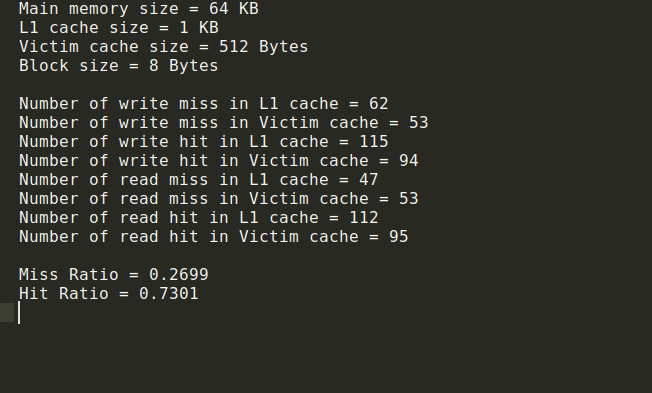 Main memory size = 64 KB
L1 cache size = 1 KB
Victim cache size = 512 Bytes
Block size = 8 Bytes
Number of write miss in L1 cache = 62
Number of write miss in Victim cache = 53
Number of write hit in L1 cache = 115
Number of write hit in Victim cache = 94
Number of read miss in L1 cache = 47
Number of read miss in Victim cache = 53
Number of read hit in L1 cache = 112
Number of read hit in Victim cache = 95
Miss Ratio = 0.2699
Hit Ratio = 0.7301